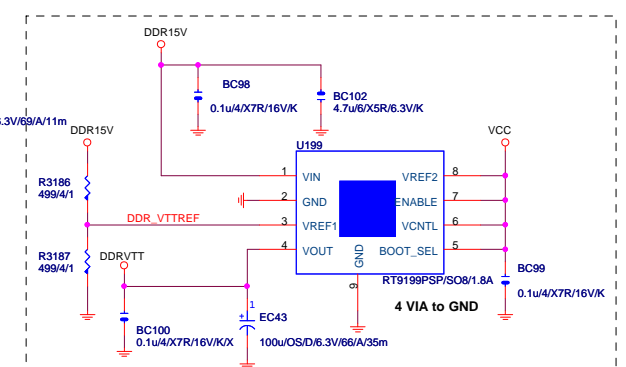 DDR15V
BC98
0.1u/4/X7R/16V/K
BC102
4.7u/6/X5R/6.3V/K
6.3V/69/A/11m
DDR15V
VCC
U199
1 VIN
VREF2 8
R3186
499/4/1
2 GND
ENABLE 7
DDR_VTTREF
3 VREF1
VCNTL 6
R3187
499/4/1
DDRVTT
4 VOUT
BOOT_SEL 5
GND
9
RT9199PSP/SO8/1.8A
BC99
0.1u/4/X7R/16V/K
4 VIA to GND
BC100
0.1u/4/X7R/16V/K/X
1
+
EC43
100u/OS/D/6.3V/66/A/35m